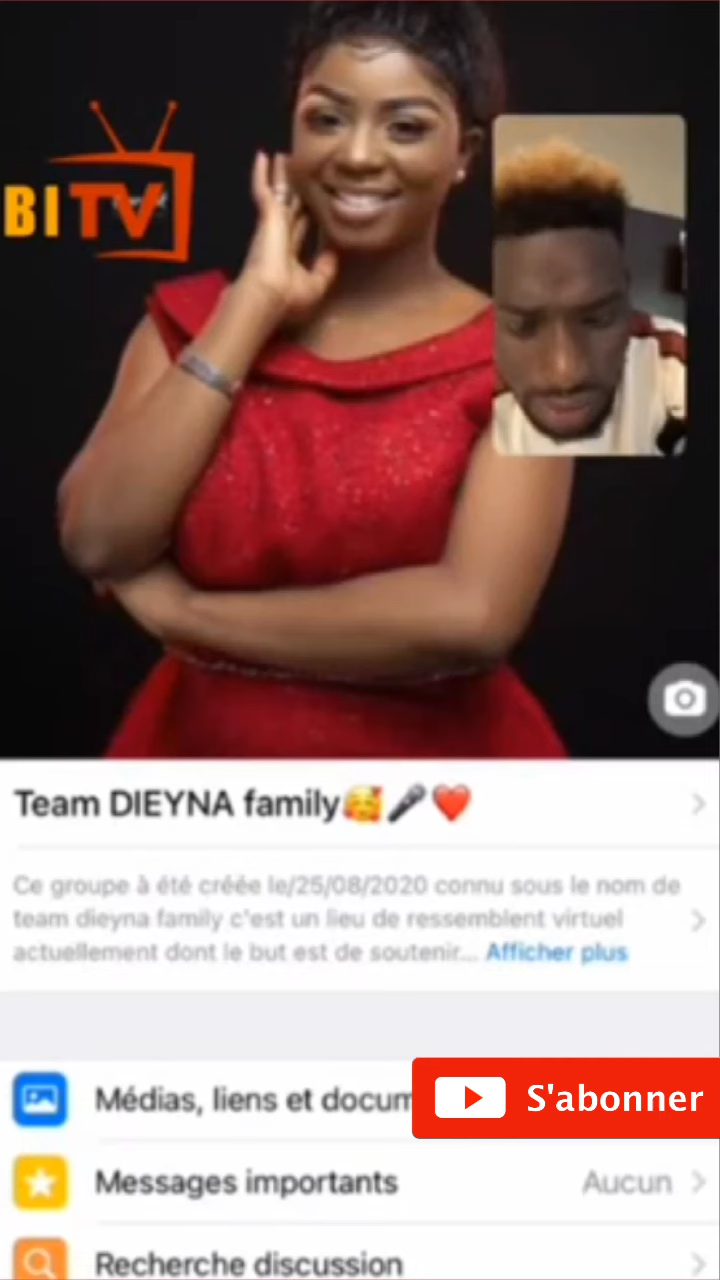 BI TV
Team DIEYNA family🥰🎤❤️
Ce groupe à été créée le/25/08/2020 connu sous le nom de
team dieyna family c'est un lieu de ressemblent virtuel
actuellement dont le but est de soutenir... Afficher plus
Médias, liens et docum
S'abonner
Messages importants Aucun
Recherche discussion